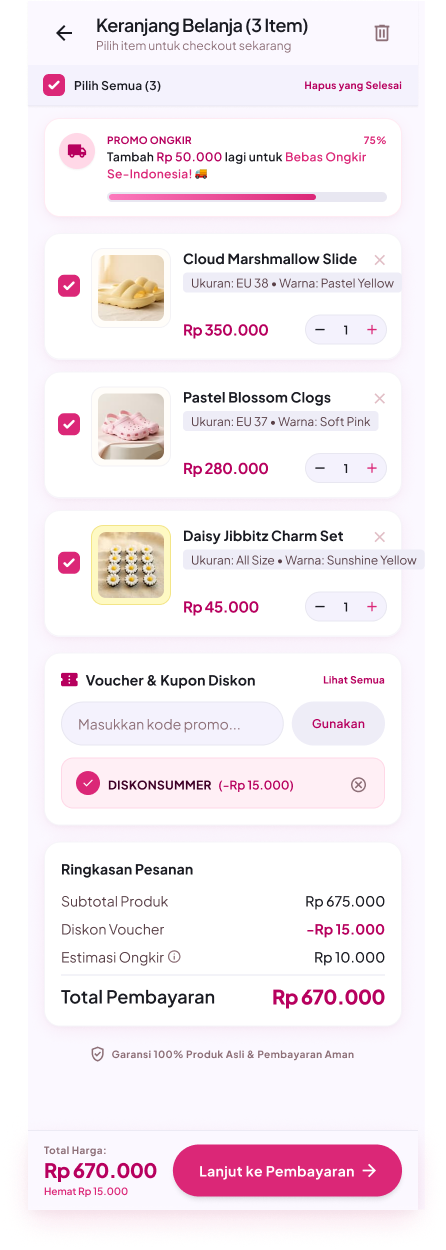 Keranjang Belanja (3 Item)
Pilih item untuk checkout sekarang
Pilih Semua (3)
Hapus yang Selesai
PROMO ONGKIR
75%
Tambah Rp 50.000 lagi untuk Bebas Ongkir
Se-Indonesia! 🚚
Cloud Marshmallow Slide
Ukuran: EU 38 • Warna: Pastel Yellow
Rp 350.000
− 1 +
Pastel Blossom Clogs
Ukuran: EU 37 • Warna: Soft Pink
Rp 280.000
− 1 +
Daisy Jibbitz Charm Set
Ukuran: All Size • Warna: Sunshine Yellow
Rp 45.000
− 1 +
Voucher & Kupon Diskon
Lihat Semua
Masukkan kode promo...
Gunakan
DISKONSUMMER (-Rp 15.000)
Ringkasan Pesanan
Subtotal Produk
Rp 675.000
Diskon Voucher
-Rp 15.000
Estimasi Ongkir
Rp 10.000
Total Pembayaran
Rp 670.000
Garansi 100% Produk Asli & Pembayaran Aman
Total Harga:
Rp 670.000
Hemat Rp 15.000
Lanjut ke Pembayaran →